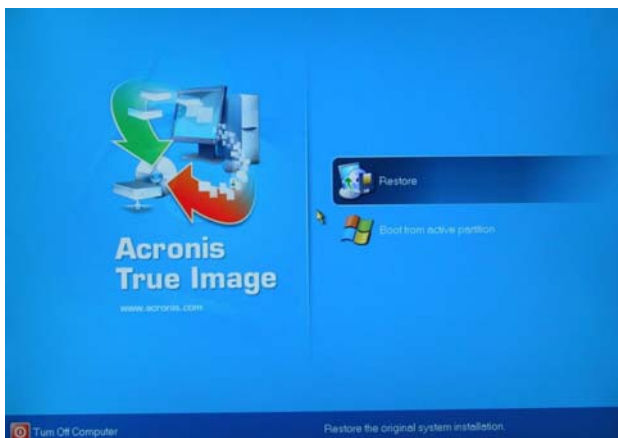 Restore
Boot from active partition
Acronis
True Image
www.acronis.com
Turn Off Computer
Restore the original system installation.